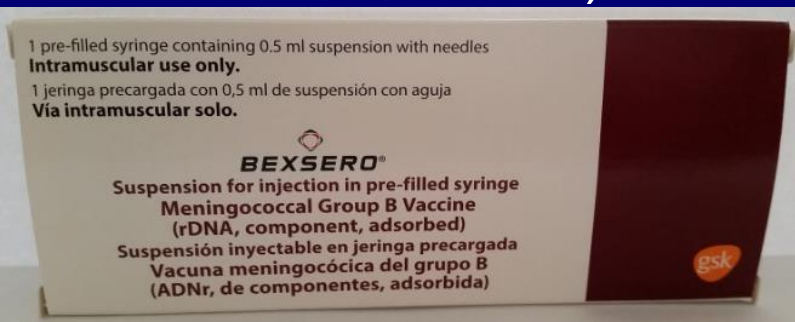 1 pre-filled syringe containing 0.5 ml suspension with needles
Intramuscular use only.
1 jeringa precargada con 0,5 ml de suspensión con aguja
Vía intramuscular solo.
BEXSERO®
Suspension for injection in pre-filled syringe
Meningococcal Group B Vaccine
(rDNA, component, adsorbed)
Suspensión inyectable en jeringa precargada
Vacuna meningocócica del grupo B
(ADNr, de componentes, adsorbida)
gsk